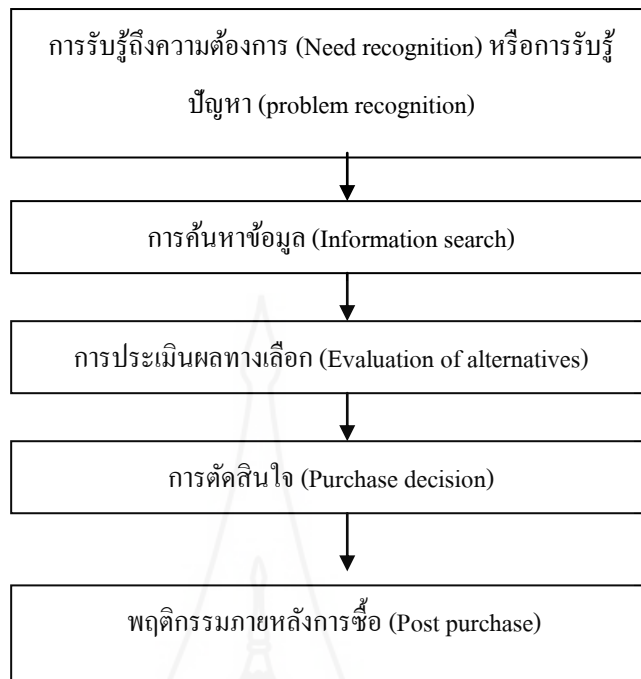 การรับรู้ถึงความต้องการ (Need recognition) หรือการรับรู้
ปัญหา (problem recognition)
การค้นหาข้อมูล (Information search)
การประเมินผลทางเลือก (Evaluation of alternatives)
การตัดสินใจ (Purchase decision)
พฤติกรรมภายหลังการซื้อ (Post purchase)